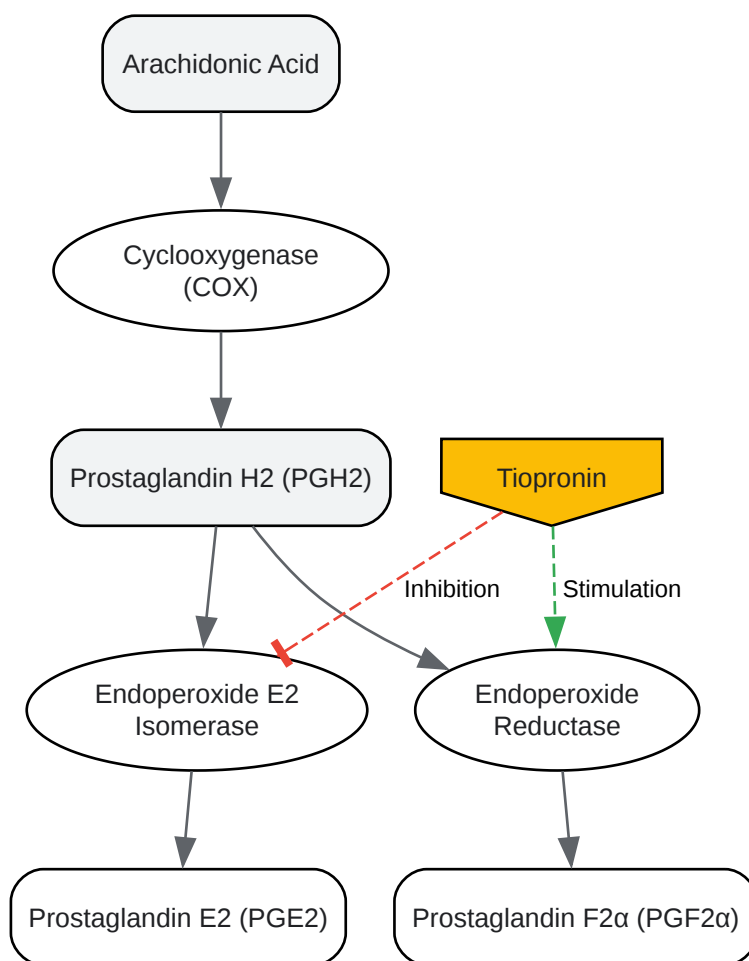 Arachidonic Acid
Cyclooxygenase
(COX)
Prostaglandin H2 (PGH2)
Tiopronin
Inhibition
Stimulation
Endoperoxide E2
Isomerase
Endoperoxide
Reductase
Prostaglandin E2 (PGE2)
Prostaglandin F2α (PGF2α)